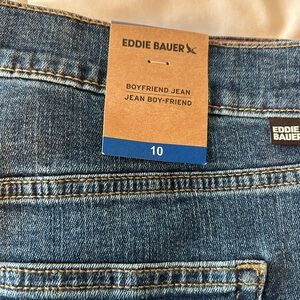 EDDIE BAUER
BOYFRIEND JEAN
JEAN BOY-FRIEND
10
EDDIE
BAUER